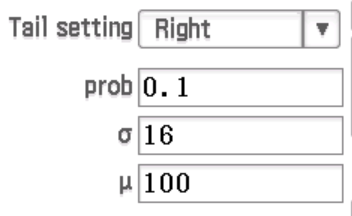 Tail setting Right
prob 0.1
σ 16
μ 100